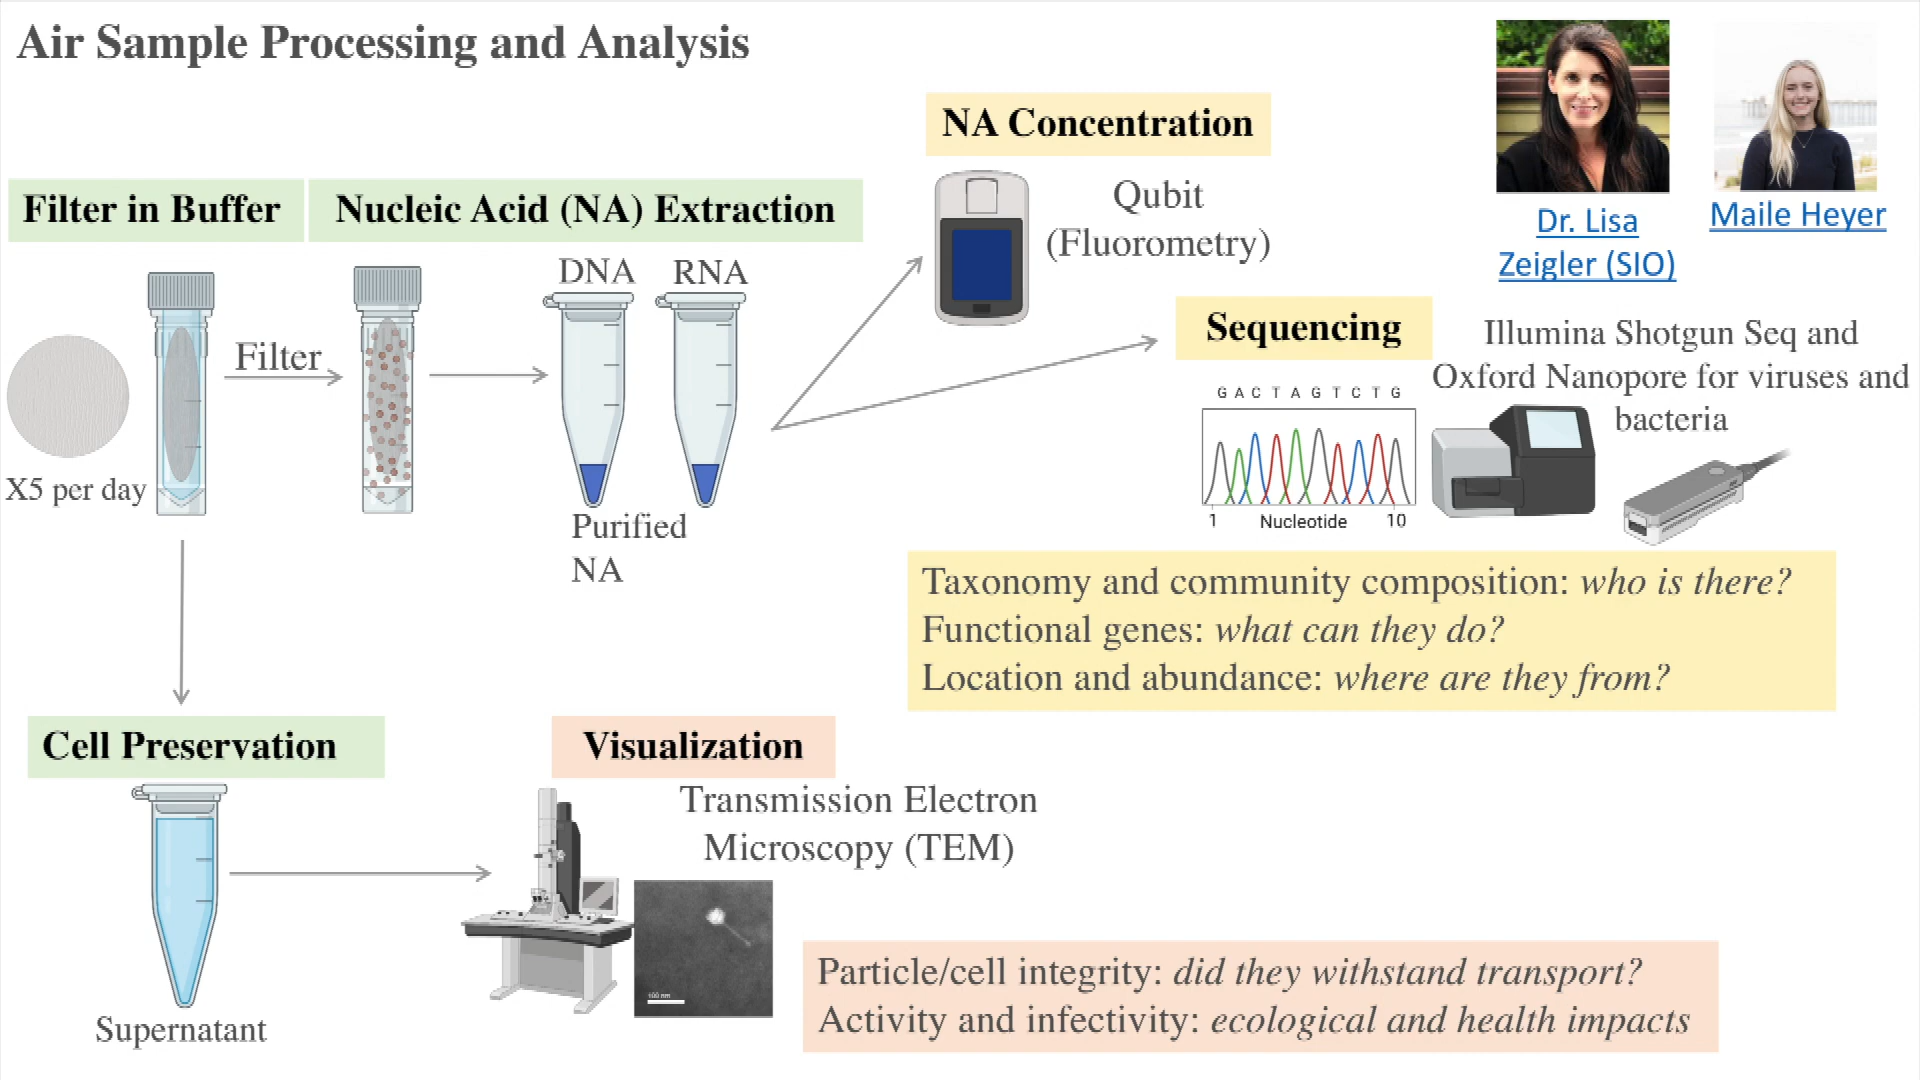 Air Sample Processing and Analysis
Dr. Lisa
Zeigler (SIO)
Maile Heyer
Filter in Buffer
Nucleic Acid (NA) Extraction
NA Concentration
Qubit
(Fluorometry)
X5 per day
Filter
DNA
RNA
Purified
NA
Sequencing
Illumina Shotgun Seq and
Oxford Nanopore for viruses and
bacteria
G A C T A G T C T G
1 Nucleotide 10
Taxonomy and community composition: who is there?
Functional genes: what can they do?
Location and abundance: where are they from?
Cell Preservation
Supernatant
Visualization
Transmission Electron
Microscopy (TEM)
100 nm
Particle/cell integrity: did they withstand transport?
Activity and infectivity: ecological and health impacts